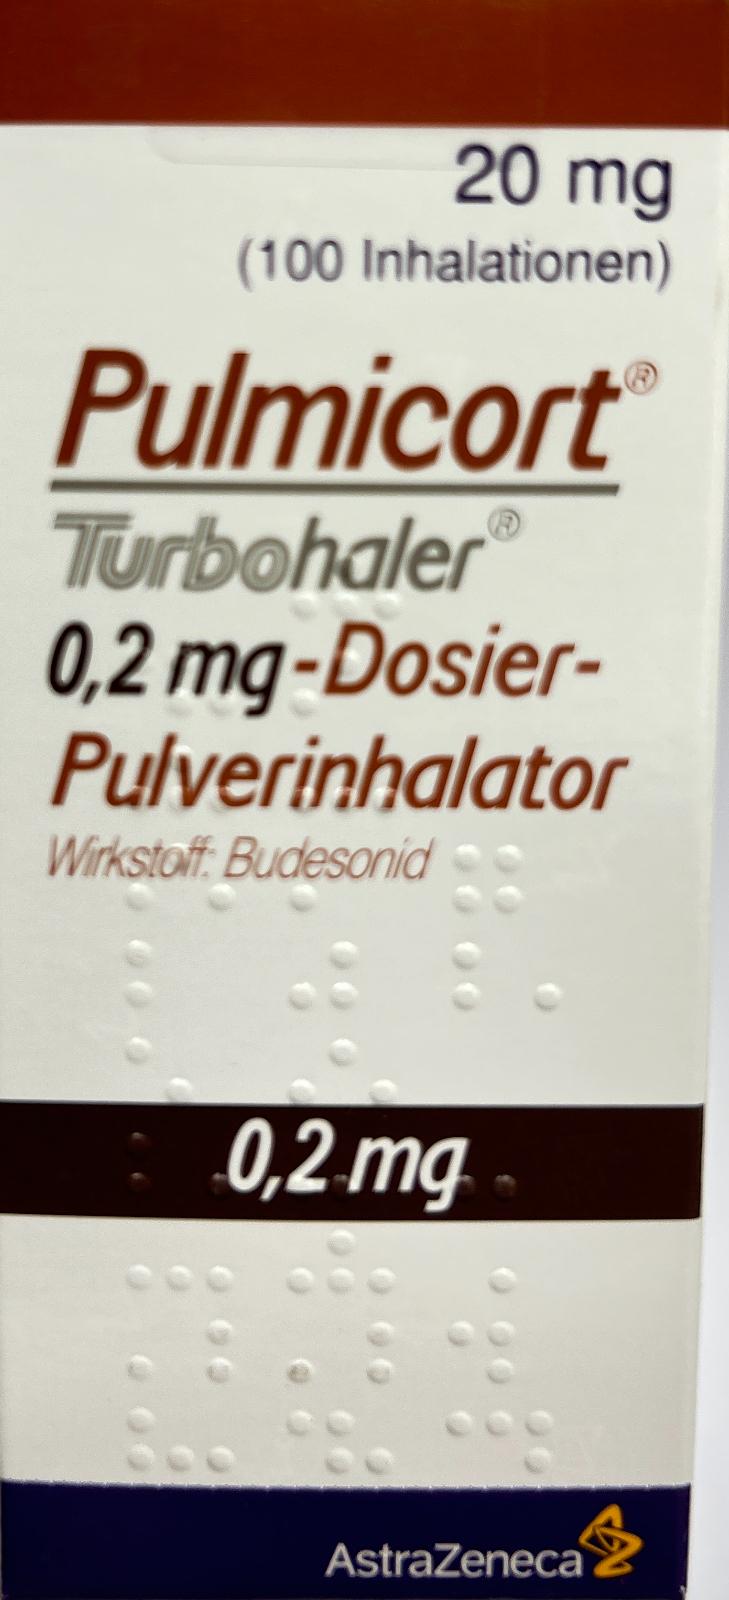 20 mg
(100 Inhalationen)
Pulmicort®
Turbohaler®
0,2 mg-Dosier-
Pulverinhalator
Wirkstoff: Budesonid
0,2 mg
AstraZeneca